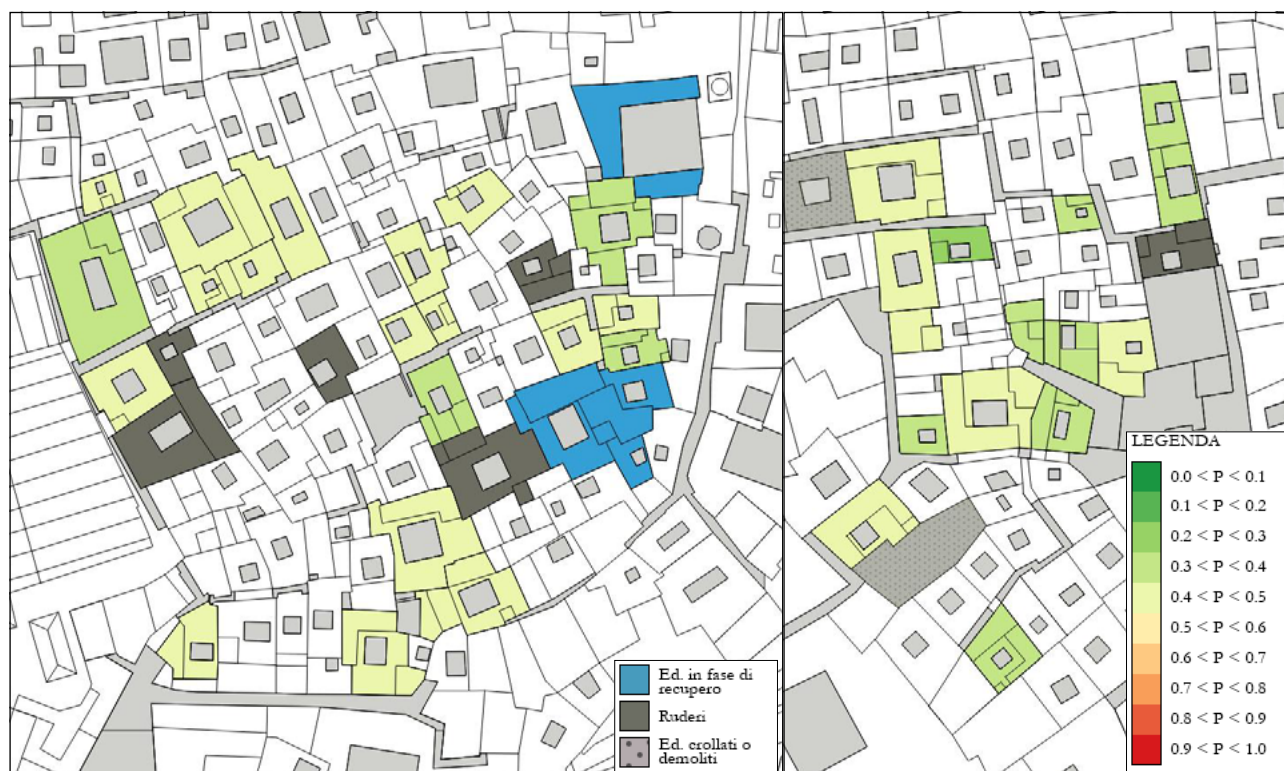 Ed. in fase di
recupero
Ruderi
Ed. crollati o
demoliti
LEGENDA
0.0 < P < 0.1
0.1 < P < 0.2
0.2 < P < 0.3
0.3 < P < 0.4
0.4 < P < 0.5
0.5 < P < 0.6
0.6 < P < 0.7
0.7 < P < 0.8
0.8 < P < 0.9
0.9 < P < 1.0